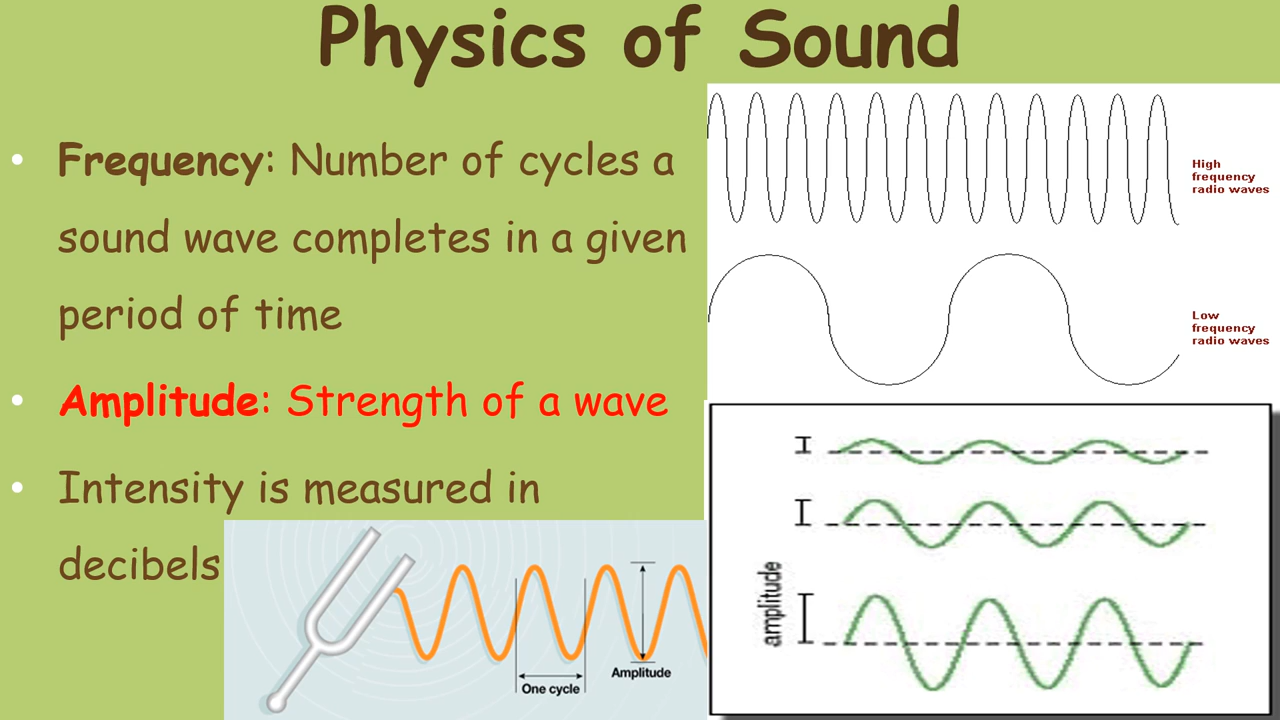 Physics of Sound
• Frequency: Number of cycles a
sound wave completes in a given
period of time
• Amplitude: Strength of a wave
• Intensity is measured in
decibels
High
frequency
radio waves
Low
frequency
radio waves
One cycle
Amplitude
amplitude